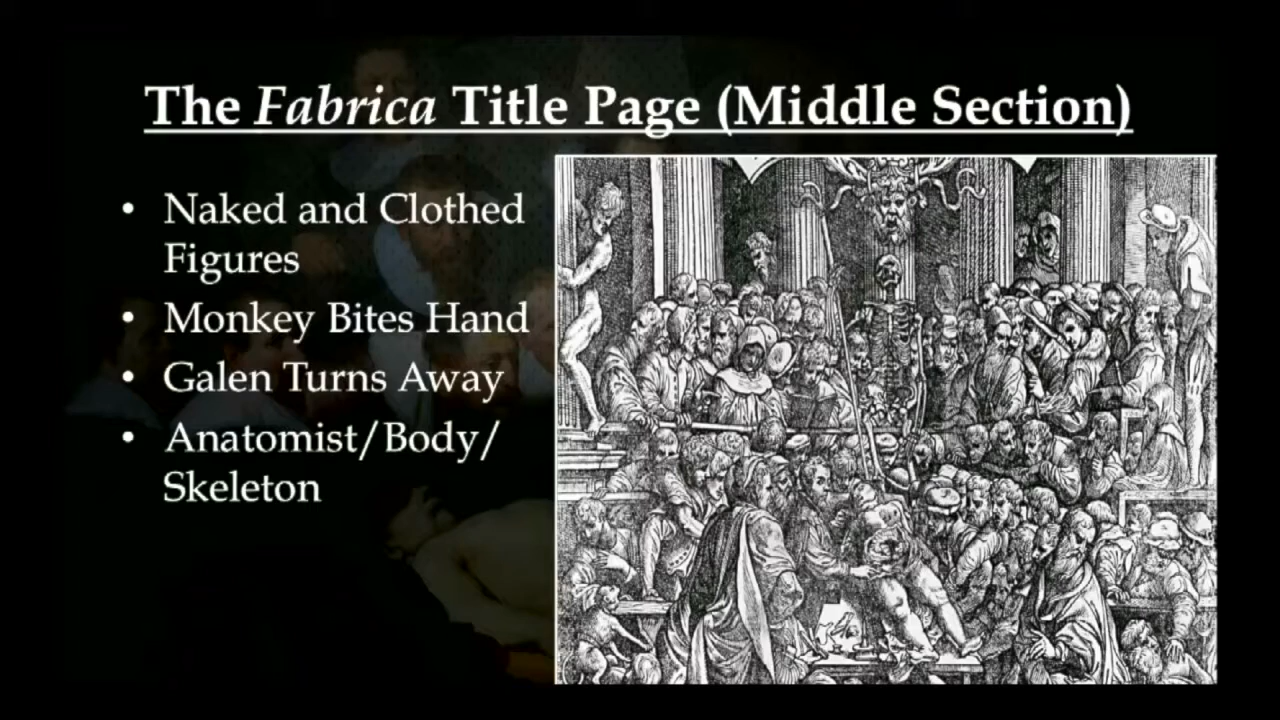 The Fabrica Title Page (Middle Section)
• Naked and Clothed
Figures
• Monkey Bites Hand
• Galen Turns Away
• Anatomist/Body/
Skeleton